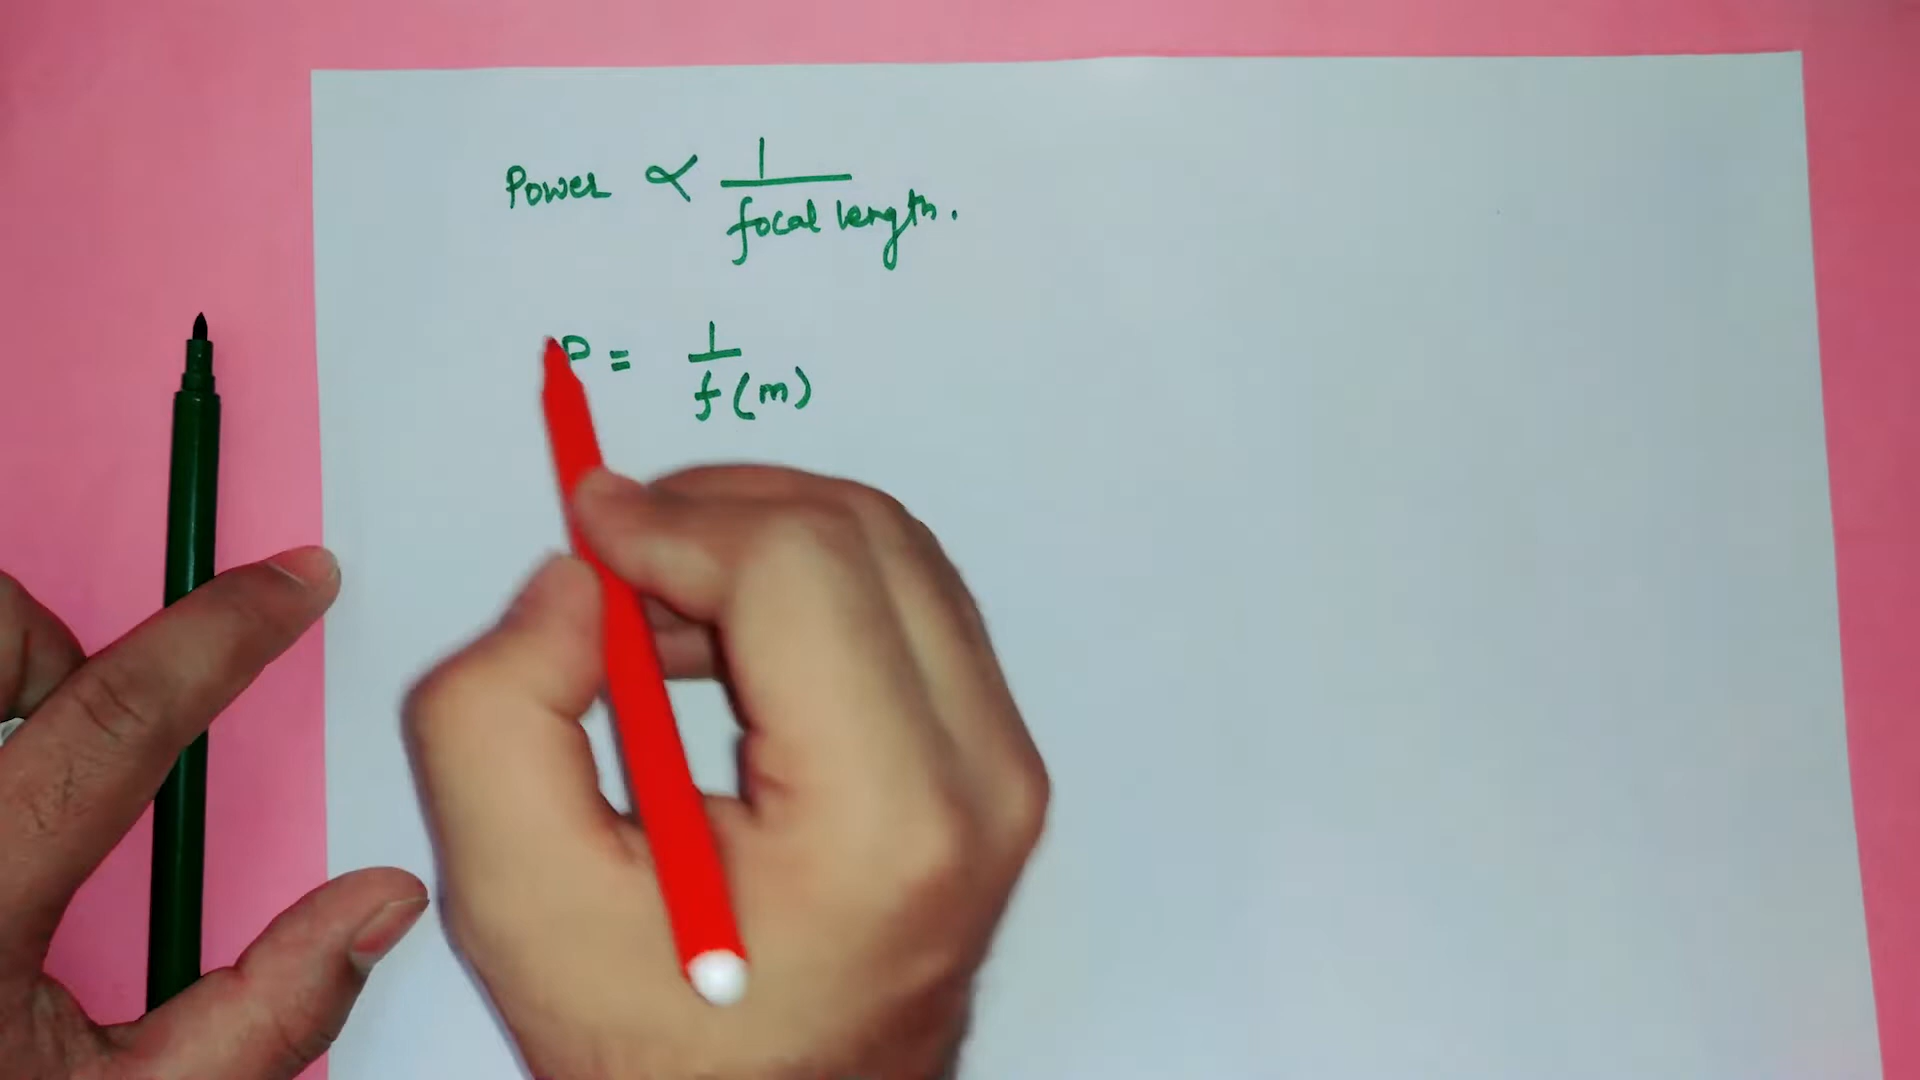 Power ∝ 1/focal length.
P = 1/f(m)